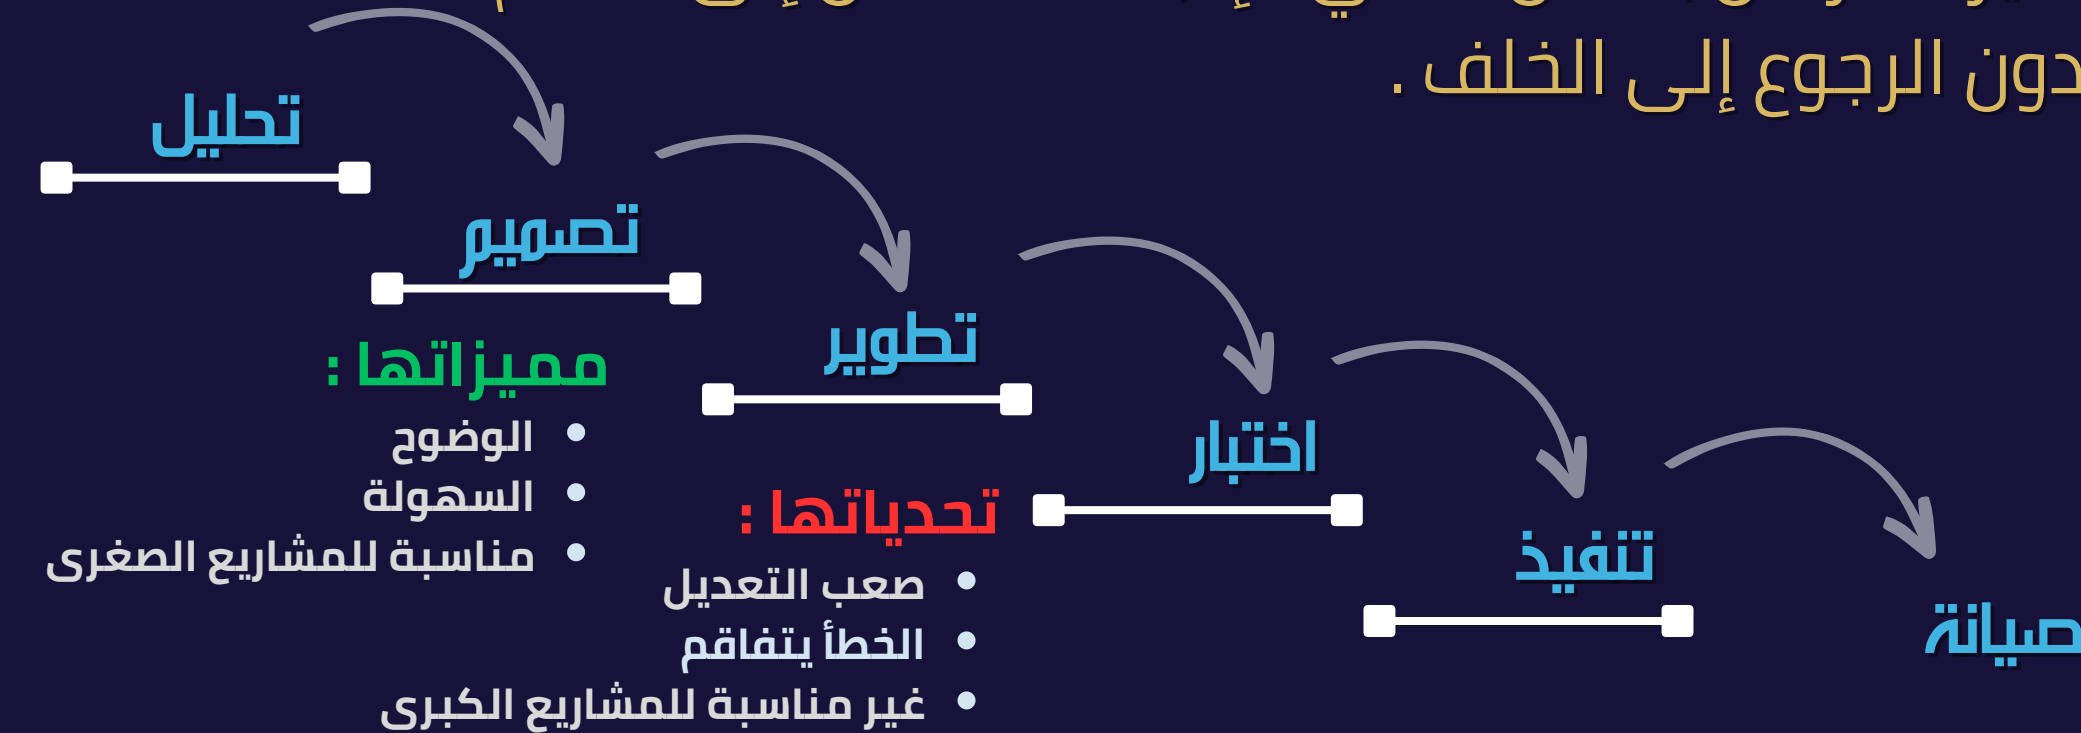 دون الرجوع إلى الخلف .
تحليل
تصميم
تطوير
اختبار
تنفيذ
صيانة
مميزاتها :
الوضوح
السهولة
مناسبة للمشاريع الصغرى
تحدياتها :
صعب التعديل
الخطأ يتفاقم
غير مناسبة للمشاريع الكبرى